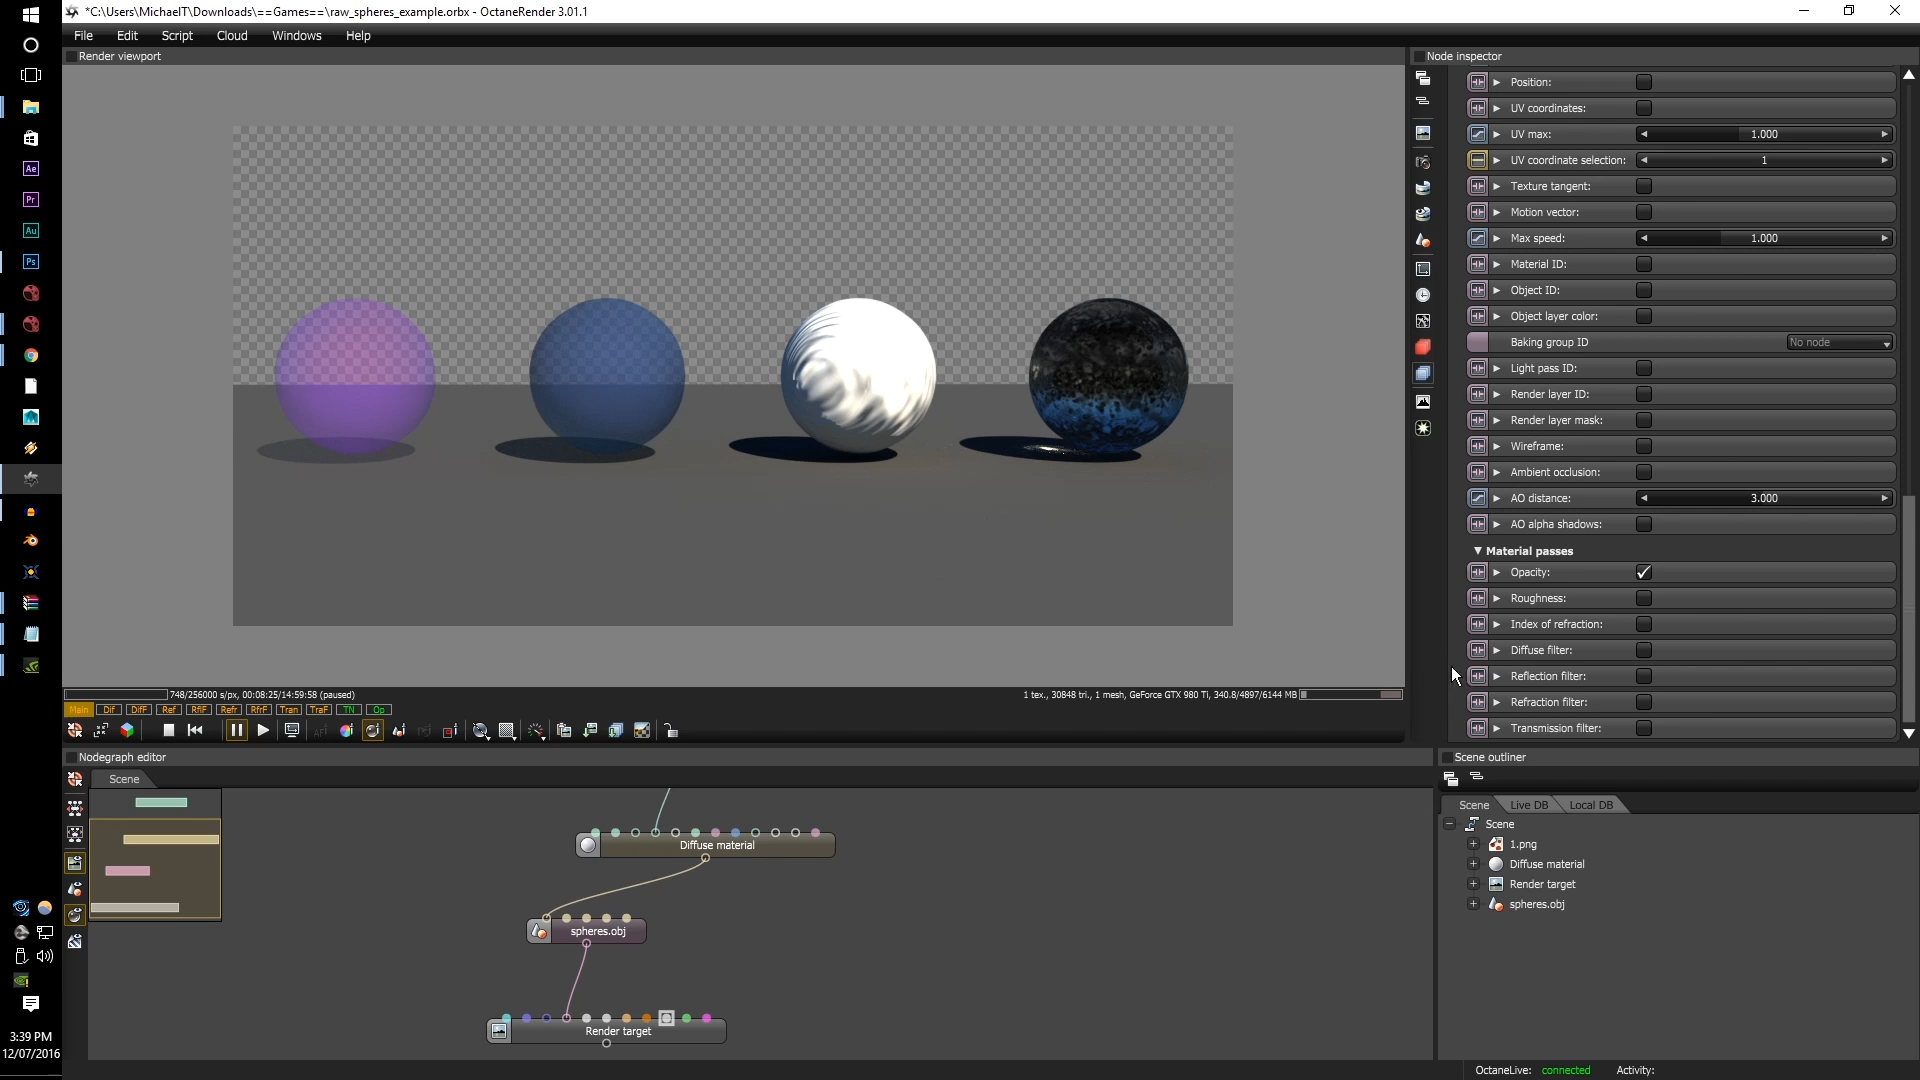 *C:\Users\MichaelT\Downloads\==Games==\raw_spheres_example.orbx - OctaneRender 3.01.1
File Edit Script Cloud Windows Help
Render viewport
Node inspector
Position:
UV coordinates:
UV max: 1.000
UV coordinate selection: 1
Texture tangent:
Motion vector:
Max speed: 1.000
Material ID:
Object ID:
Object layer color:
Baking group ID No node
Light pass ID:
Render layer ID:
Render layer mask:
Wireframe:
Ambient occlusion:
AO distance: 3.000
AO alpha shadows:
Material passes
Opacity:
Roughness:
Index of refraction:
Diffuse filter:
Reflection filter:
Refraction filter:
Transmission filter:
748/256000 s/px, 00:08:25/14:59:58 (paused)
1 tex., 30848 tri., 1 mesh, GeForce GTX 980 Ti, 340.8/4897/6144 MB
Main Dif DifF Ref RflF Refr RfrF Tran TraF TN Op
Nodegraph editor
Scene
Diffuse material
spheres.obj
Render target
Scene outliner
Scene Live DB Local DB
Scene
1.png
Diffuse material
Render target
spheres.obj
Ae
Pr
Au
Ps
3:39 PM
12/07/2016
OctaneLive: connected Activity: